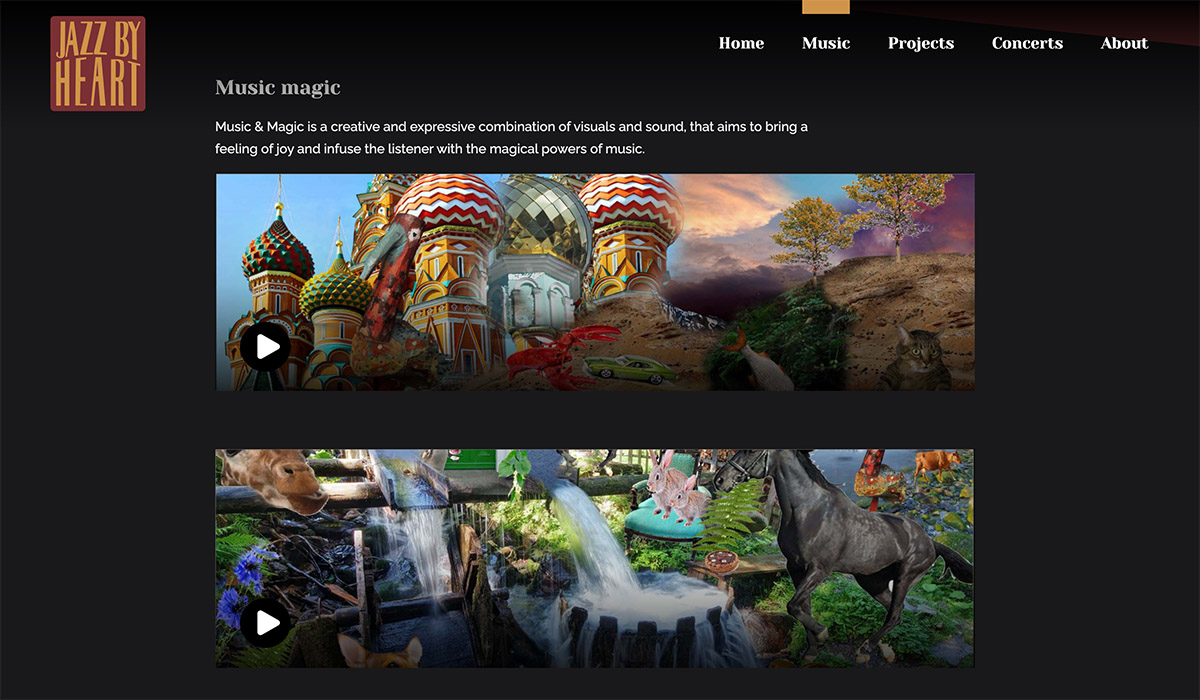 JAZZ BY
HEART
Home
Music
Projects
Concerts
About
Music magic
Music & Magic is a creative and expressive combination of visuals and sound, that aims to bring a
feeling of joy and infuse the listener with the magical powers of music.